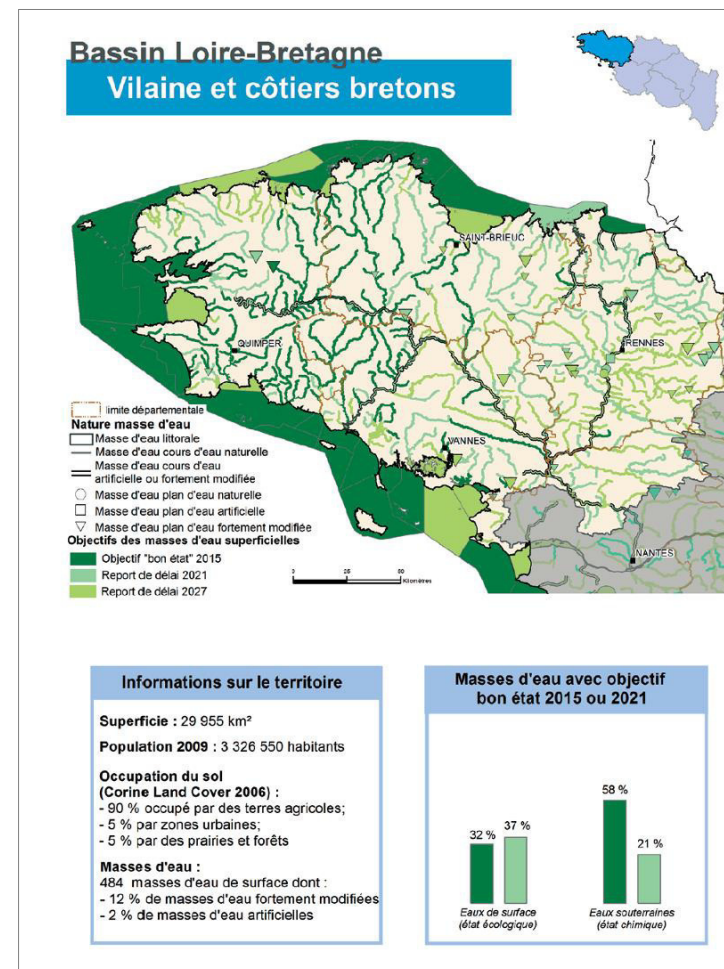 Bassin Loire-Bretagne
Vilaine et côtiers bretons
SAINT-BRIEUC
QUIMPER
RENNES
VANNES
NANTES
limite départementale
Nature masse d'eau
Masse d'eau littorale
Masse d'eau cours d'eau naturelle
Masse d'eau cours d'eau
artificielle ou fortement modifiée
Masse d'eau plan d'eau naturelle
Masse d'eau plan d'eau artificielle
Masse d'eau plan d'eau fortement modifiée
Objectifs des masses d'eau superficielles
Objectif "bon état" 2015
Report de délai 2021
Report de délai 2027
0 25 50
Kilomètres
Informations sur le territoire
Superficie : 29 955 km²
Population 2009 : 3 326 550 habitants
Occupation du sol
(Corine Land Cover 2006) :
- 90 % occupé par des terres agricoles;
- 5 % par zones urbaines;
- 5 % par des prairies et forêts
Masses d'eau :
484 masses d'eau de surface dont :
- 12 % de masses d'eau fortement modifiées
- 2 % de masses d'eau artificielles
Masses d'eau avec objectif
bon état 2015 ou 2021
32 %
37 %
58 %
21 %
Eaux de surface
(état écologique)
Eaux souterraines
(état chimique)